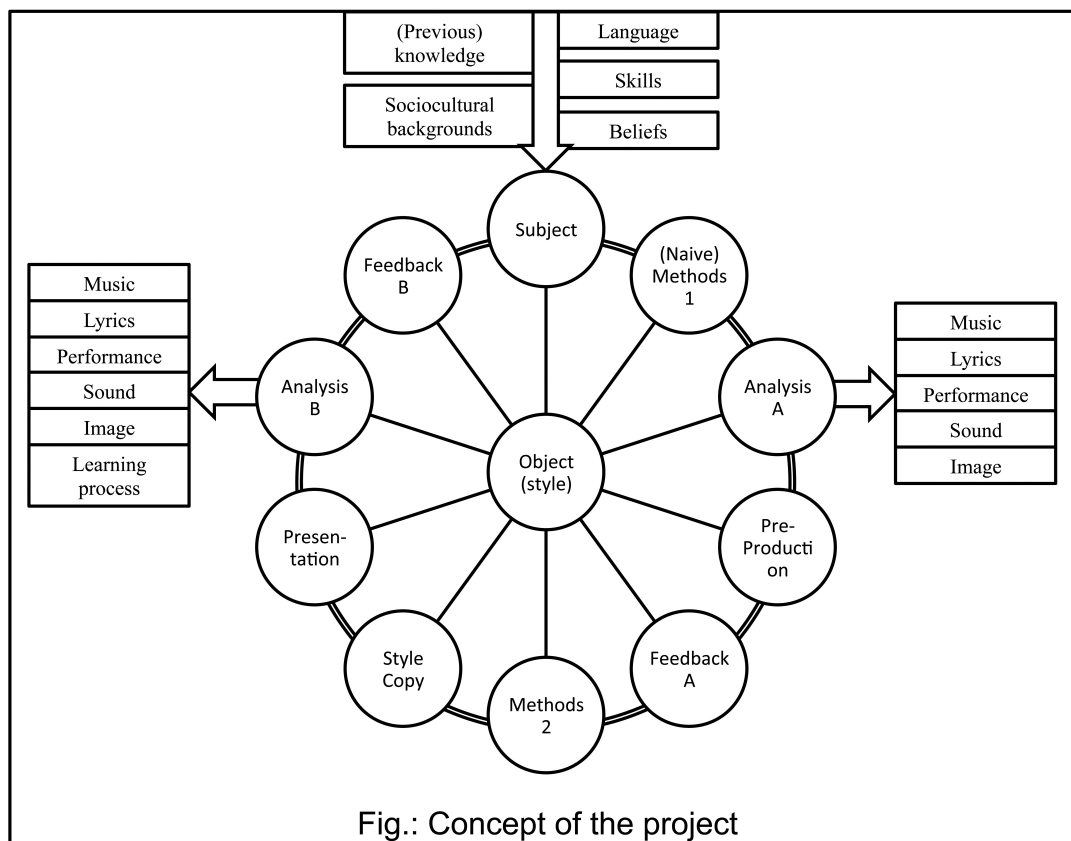 (Previous)
knowledge
Sociocultural
backgrounds
Language
Skills
Beliefs
Subject
(Naive)
Methods
1
Analysis
A
Pre-
Producti
on
Feedback
A
Methods
2
Style
Copy
Presen-
tation
Analysis
B
Feedback
B
Object
(style)
Music
Lyrics
Performance
Sound
Image
Learning
process
Music
Lyrics
Performance
Sound
Image
Fig.: Concept of the project